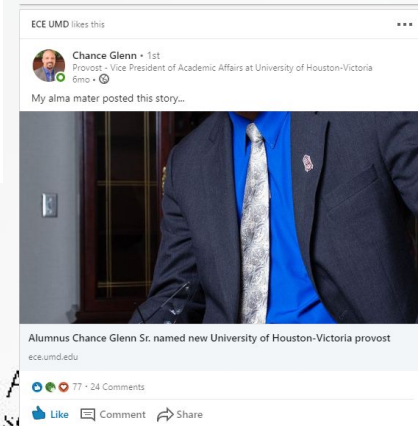 ECE UMD likes this
Chance Glenn • 1st
Provost - Vice President of Academic Affairs at University of Houston-Victoria
6mo •
My alma mater posted this story...
Alumnus Chance Glenn Sr. named new University of Houston-Victoria provost
ece.umd.edu
77 • 24 Comments
Like Comment Share